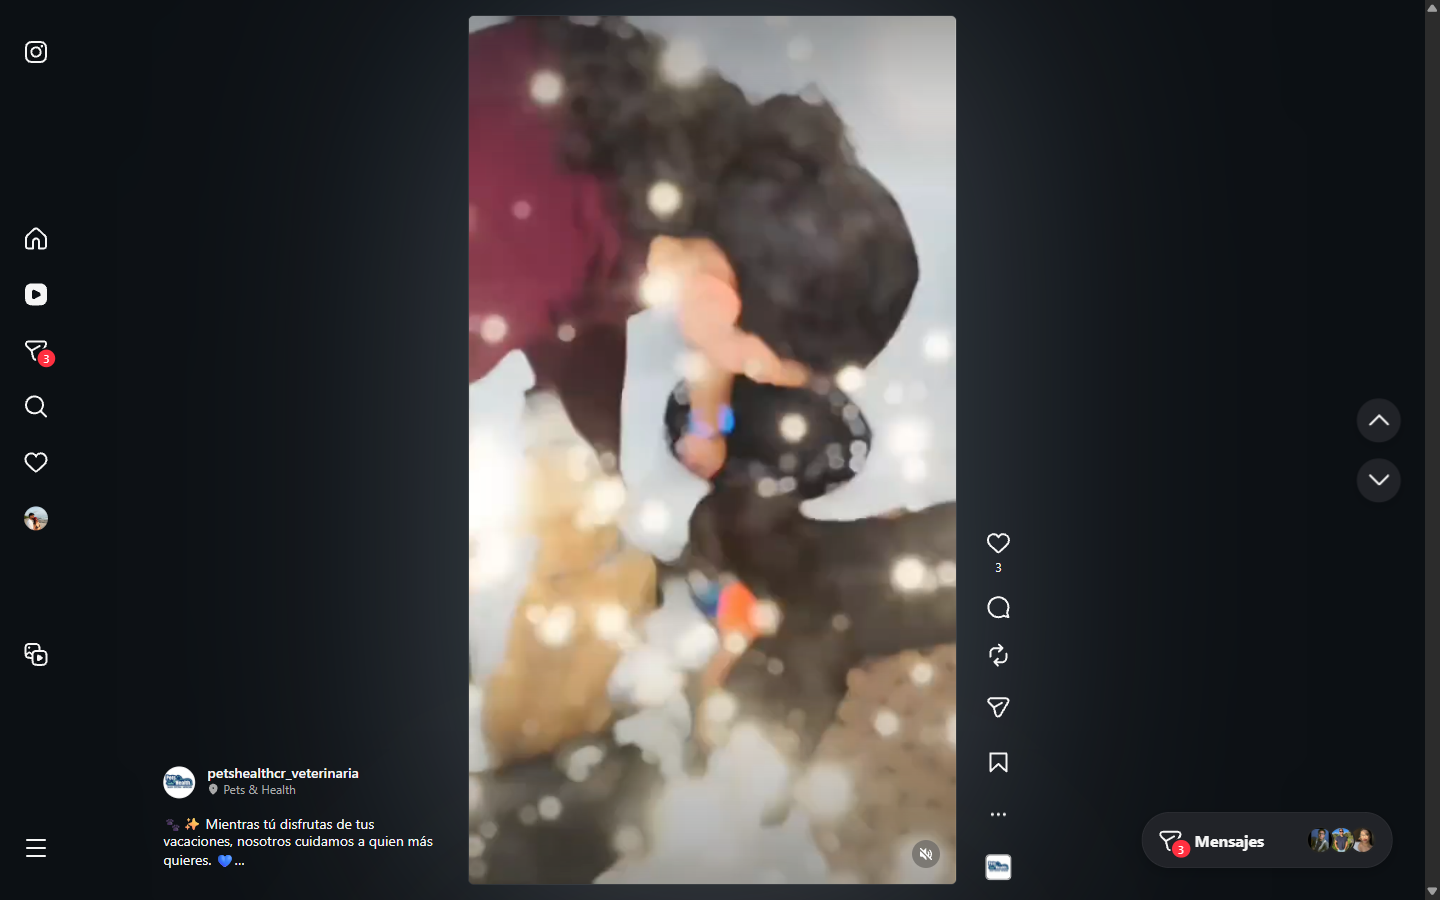 3
petshealthcr_veterinaria
Pets & Health
🐾 ✨ Mientras tú disfrutas de tus
vacaciones, nosotros cuidamos a quien más
quieres. 💙 ...
3
3
Mensajes